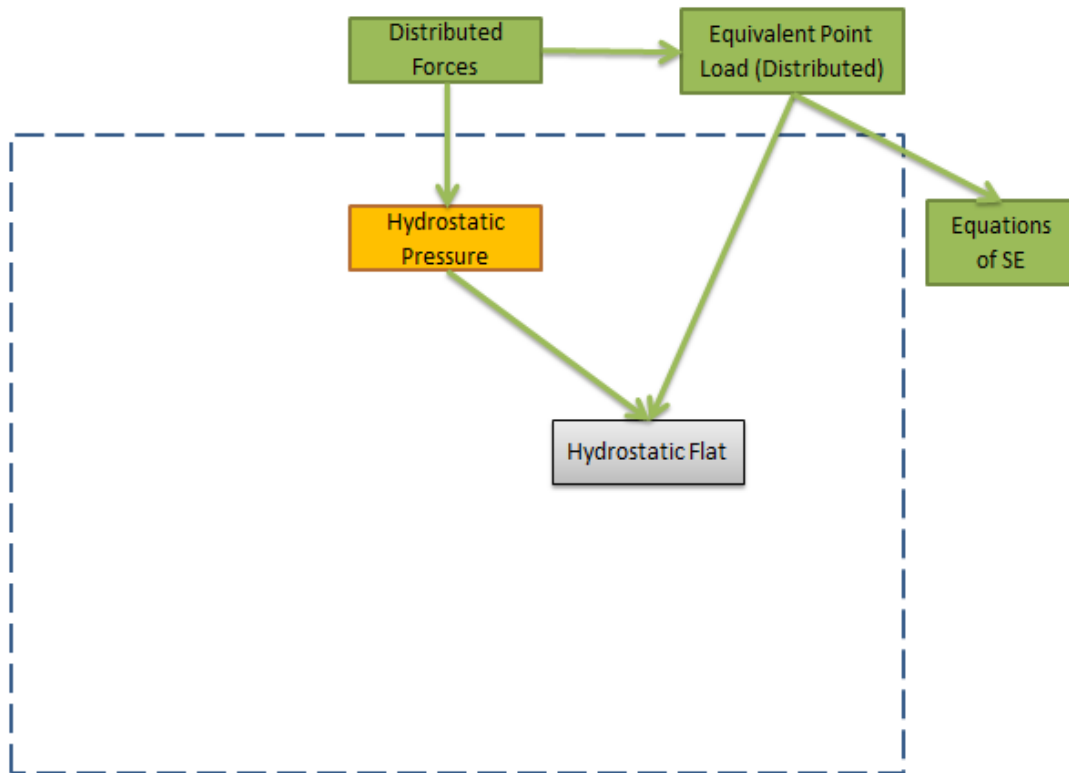 Distributed
Forces
Equivalent Point
Load (Distributed)
Hydrostatic
Pressure
Equations
of SE
Hydrostatic Flat